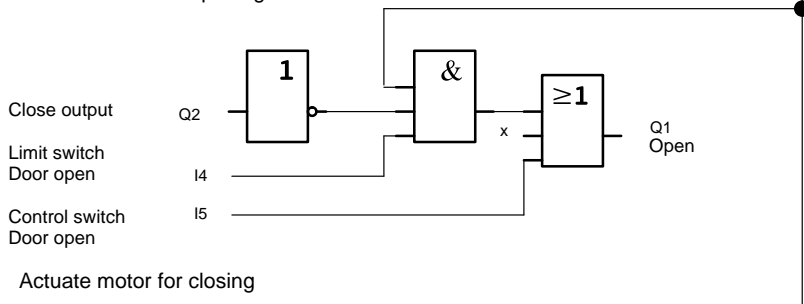 1
&
≥1
Close output Q2
x
Q1
Open
Limit switch
Door open I4
Control switch I5
Door open
Actuate motor for closing